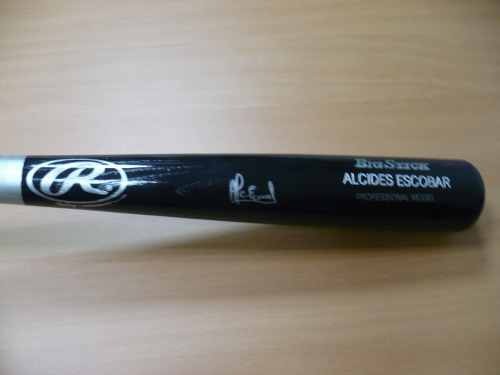 R
Big Stick
ALCIDES ESCOBAR
PROFESSIONAL MODEL